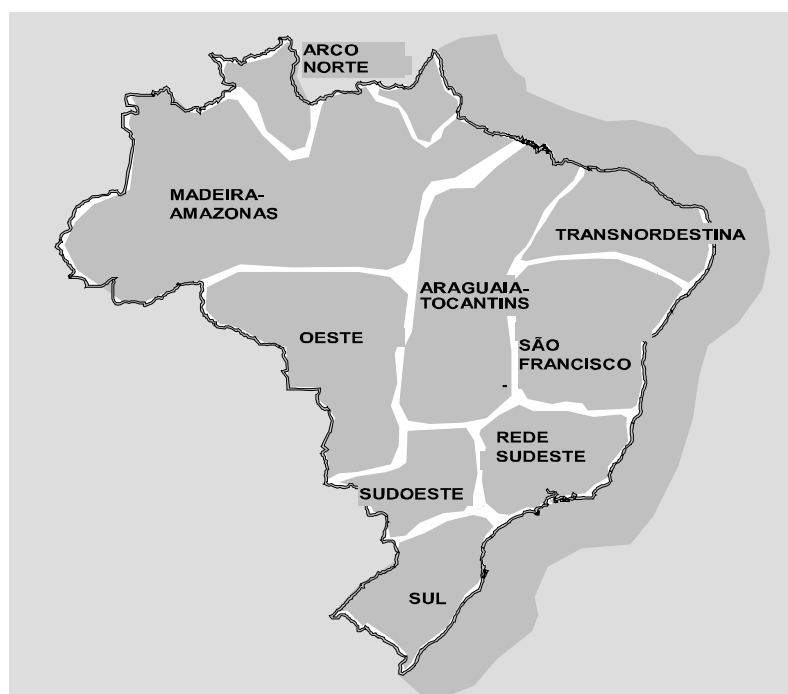 ARCO
NORTE
MADEIRA-
AMAZONAS
TRANSNORDESTINA
ARAGUAIA-
TOCANTINS
OESTE
SÃO
FRANCISCO
REDE
SUDESTE
SUDOESTE
SUL